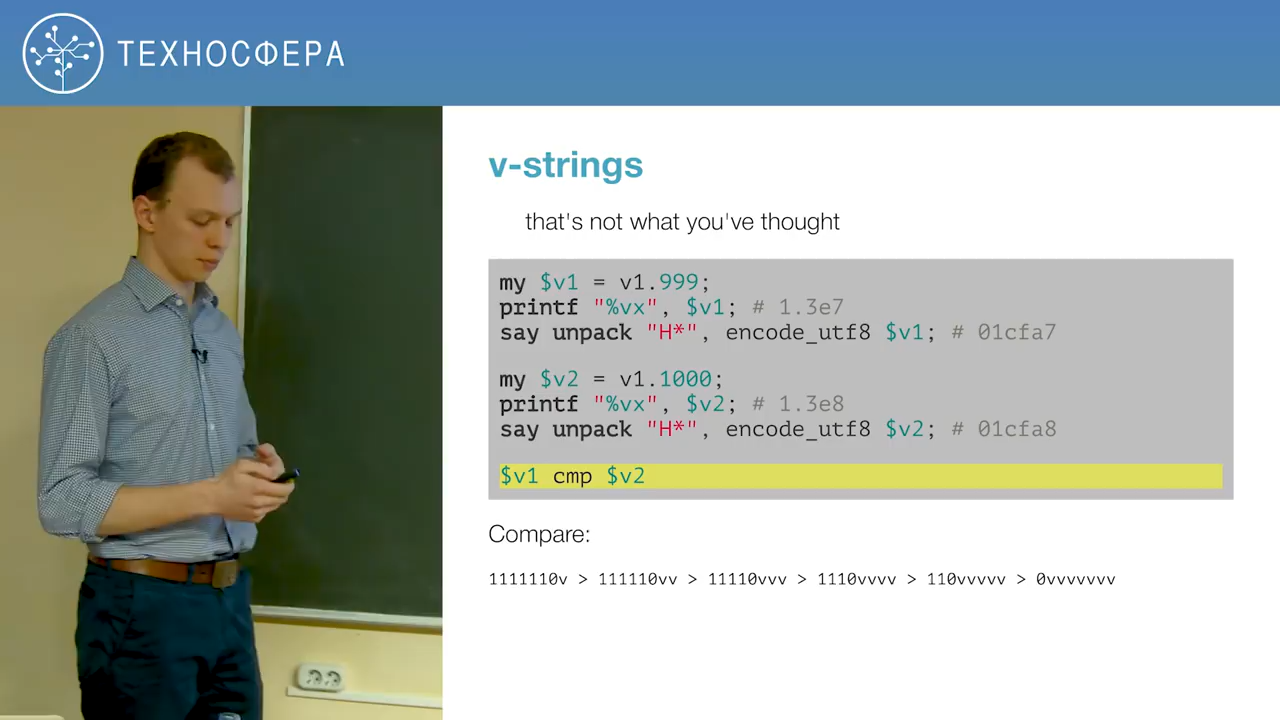 ТЕХНОСФЕРА
v-strings
that's not what you've thought
my $v1 = v1.999;
printf "%vx", $v1; # 1.3e7
say unpack "H*", encode_utf8 $v1; # 01cfa7
my $v2 = v1.1000;
printf "%vx", $v2; # 1.3e8
say unpack "H*", encode_utf8 $v2; # 01cfa8
$v1 cmp $v2
Compare:
1111110v > 111110vv > 11110vvv > 1110vvvv > 110vvvvv > 0vvvvvvv